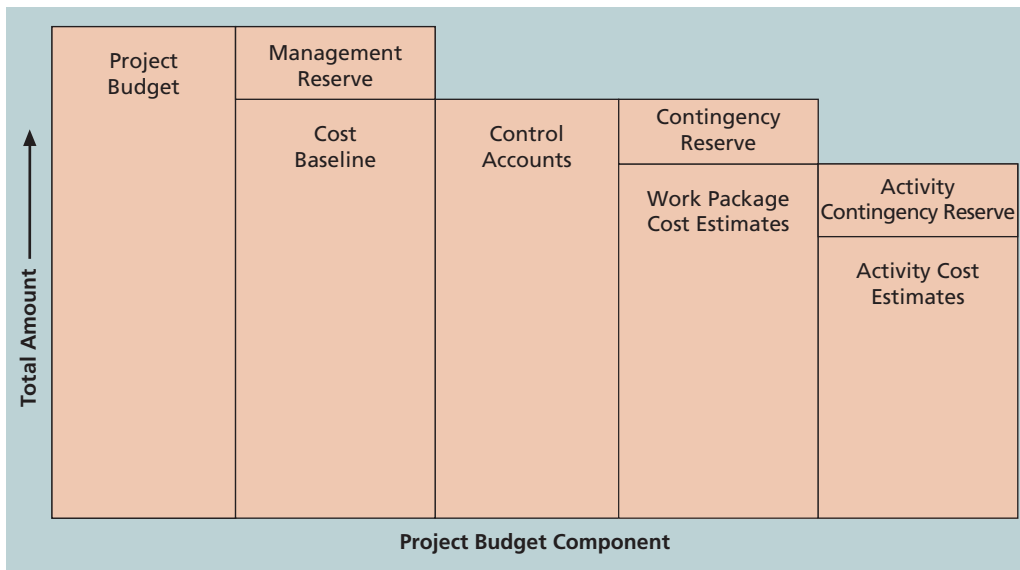 Project
Budget
Management
Reserve
Cost
Baseline
Control
Accounts
Contingency
Reserve
Work Package
Cost Estimates
Activity
Contingency Reserve
Activity Cost
Estimates
Total Amount
Project Budget Component